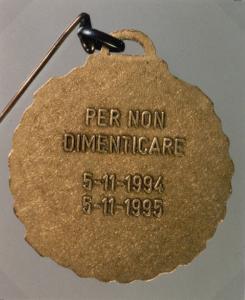 PER NON
DIMENTICARE
5-11-1994
5-11-1995